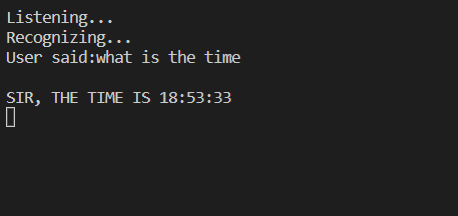 Listening...
Recognizing...
User said:what is the time
SIR, THE TIME IS 18:53:33